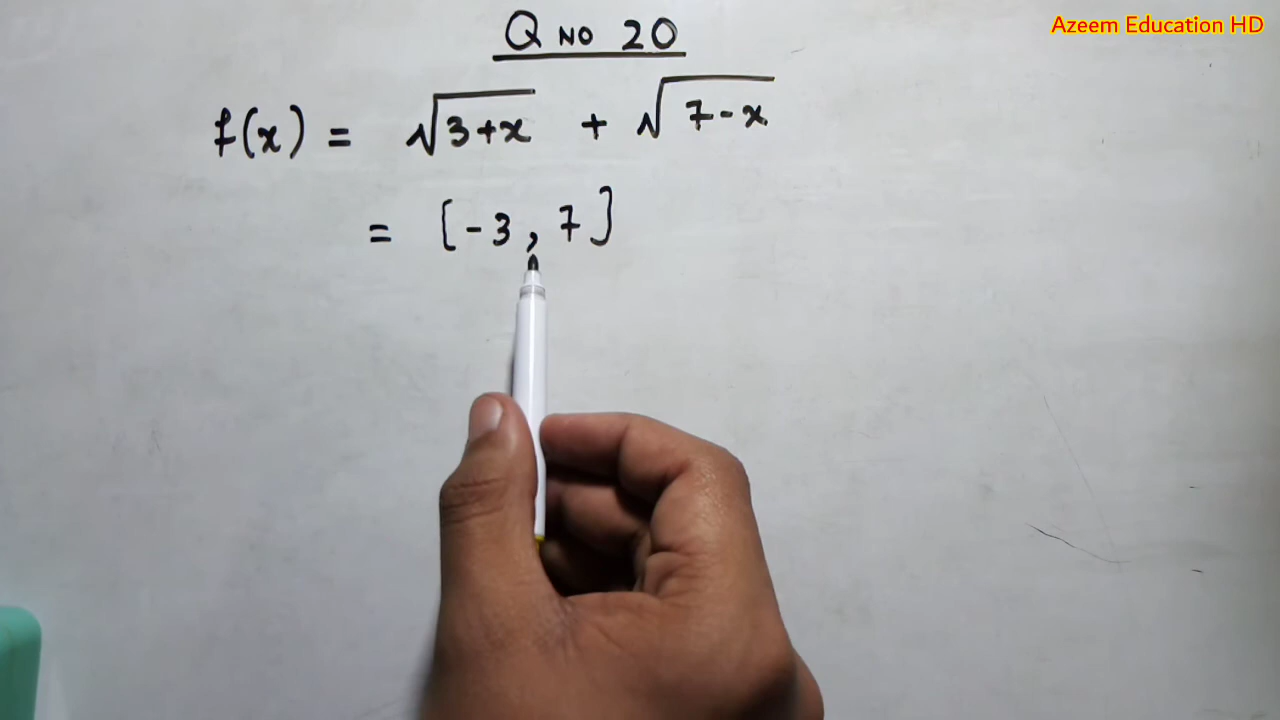 Azeem Education HD
Q NO 20
f(x) = √3+x + √7-x
= [-3, 7]